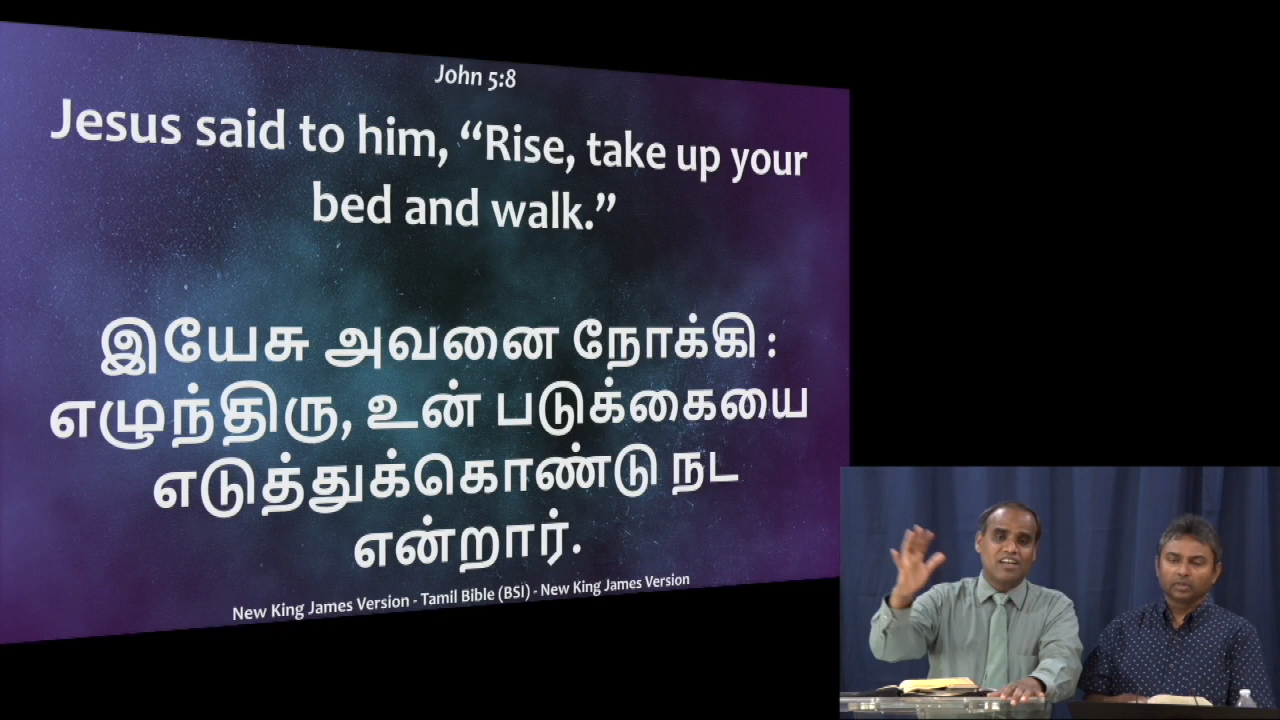 John 5:8
Jesus said to him, “Rise, take up your
bed and walk.”
இயேசு அவனை நோக்கி :
எழுந்திரு, உன் படுக்கையை
எடுத்துக்கொண்டு நட
என்றார்.
New King James Version - Tamil Bible (BSI) - New King James Version